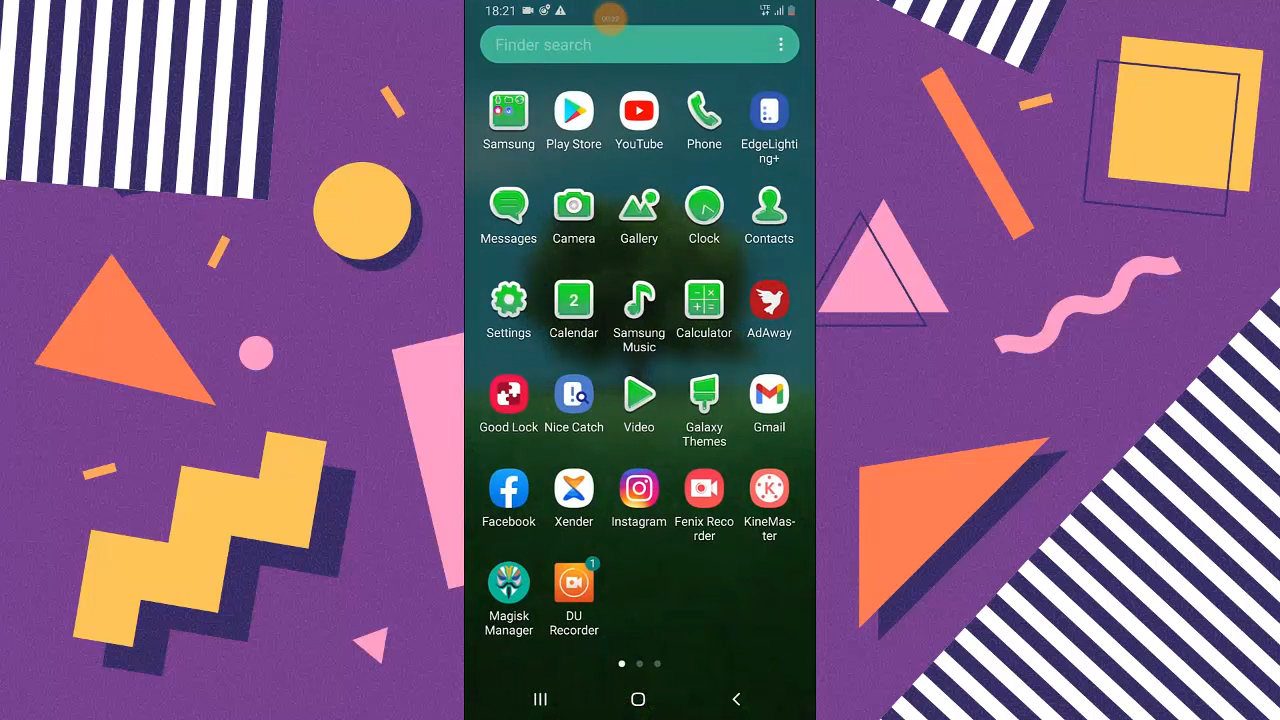 18:21
LTE
Finder search
Samsung
Play Store
YouTube
Phone
EdgeLighti
ng+
Messages
Camera
Gallery
Clock
Contacts
Settings
2
Calendar
Samsung
Music
Calculator
AdAway
Good Lock
Nice Catch
Video
Galaxy
Themes
Gmail
Facebook
Xender
Instagram
Fenix Reco
rder
K
KineMas-
ter
Magisk
Manager
1
DU
Recorder